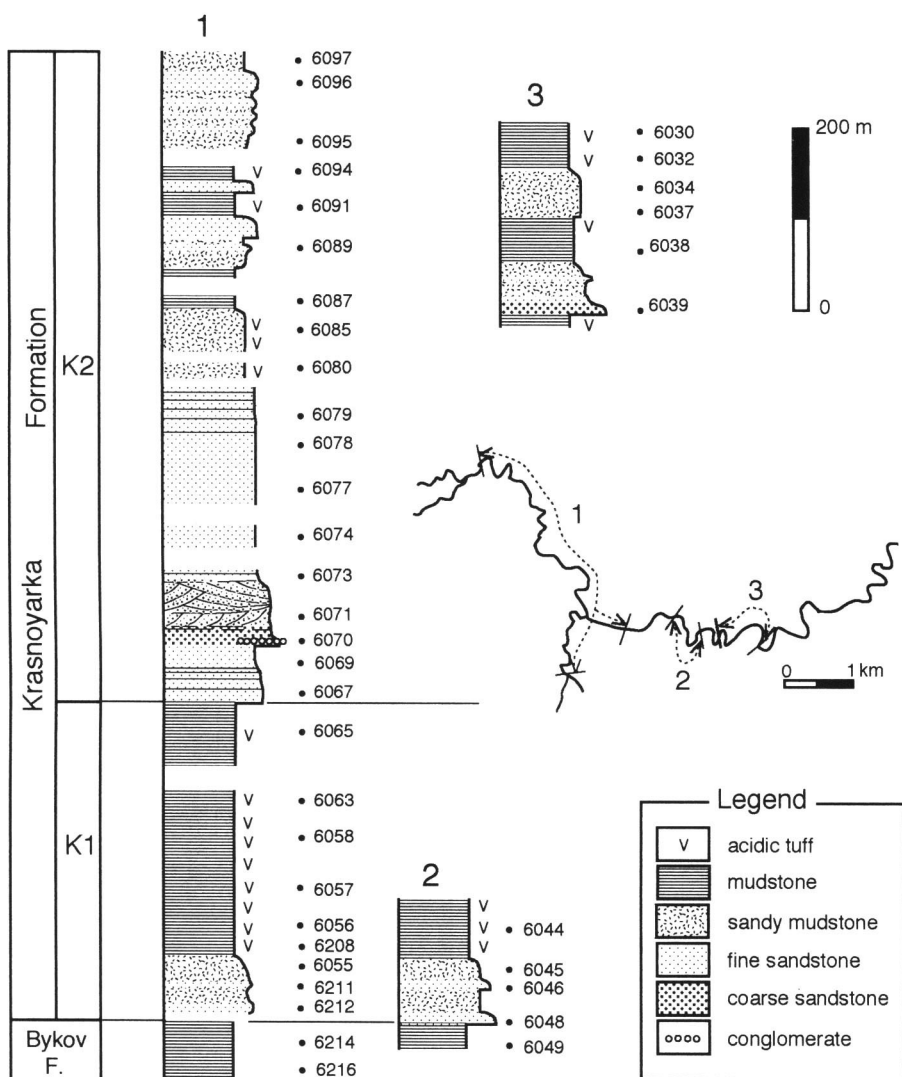 1
6097
6096
6095
6094
6091
6089
6087
6085
6080
6079
6078
6077
6074
6073
6071
6070
6069
6067
6065
6063
6058
6057
6056
6208
6055
6211
6212
6214
6216
Krasnoyarka Formation
K2
K1
Bykov
F.
v
v
v
v
v
v
v
v
v
v
v
v
v
2
v
v
v
6044
6045
6046
6048
6049
3
v
v
v
v
6030
6032
6034
6037
6038
6039
200 m
0
1
2
3
0 1 km
Legend
v acidic tuff
mudstone
sandy mudstone
fine sandstone
coarse sandstone
conglomerate